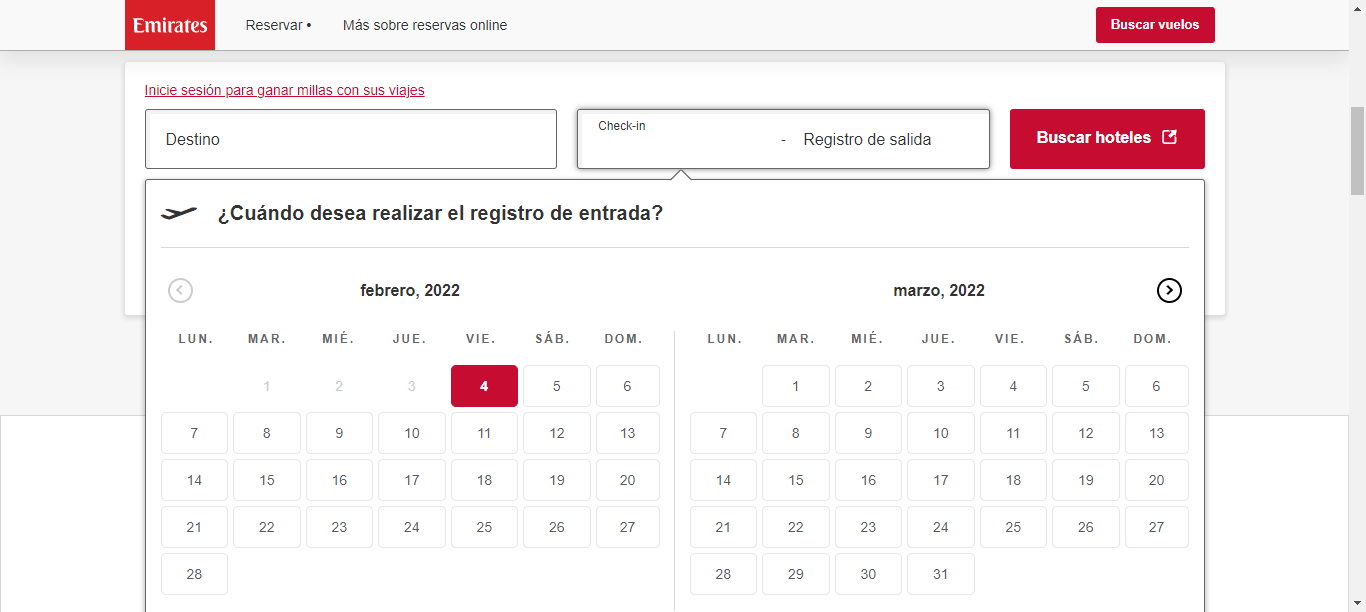 Emirates Reservar • Más sobre reservas online Buscar vuelos
Inicie sesión para ganar millas con sus viajes
Destino Check-in - Registro de salida Buscar hoteles
¿Cuándo desea realizar el registro de entrada?
febrero, 2022
LUN. MAR. MIÉ. JUE. VIE. SÁB. DOM.
1 2 3 4 5 6
7 8 9 10 11 12 13
14 15 16 17 18 19 20
21 22 23 24 25 26 27
28
marzo, 2022
LUN. MAR. MIÉ. JUE. VIE. SÁB. DOM.
1 2 3 4 5 6
7 8 9 10 11 12 13
14 15 16 17 18 19 20
21 22 23 24 25 26 27
28 29 30 31